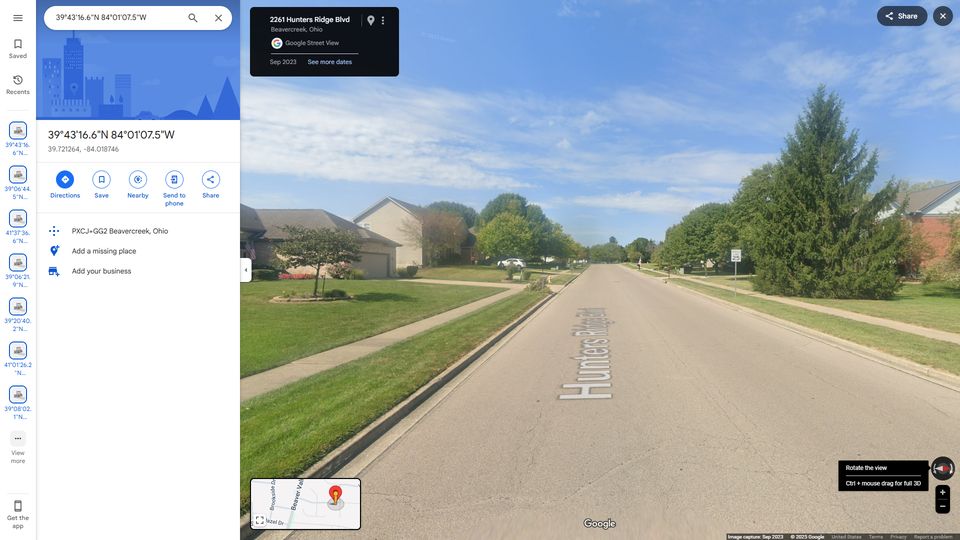 39°43'16.6"N 84°01'07.5"W
Saved
Recents
39°43'16.
6"N...
39°06'44.
5"N...
41°37'36.
6"N...
39°06'21.
9"N...
39°20'40.
2"N...
41°01'26.2
"N...
39°08'02.
1"N...
View
more
Get the
app
39°43'16.6"N 84°01'07.5"W
39.721264, -84.018746
Directions
Save
Nearby
Send to
phone
Share
PXCJ+GG2 Beavercreek, Ohio
Add a missing place
Add your business
2261 Hunters Ridge Blvd
Beavercreek, Ohio
Google Street View
Sep 2023
See more dates
Share
Hunters Ridge Blvd
Brookside Dr
Beaver Val
azel Dr
Rotate the view
Ctrl + mouse drag for full 3D
Google
Image capture: Sep 2023 © 2025 Google United States Terms Privacy Report a problem